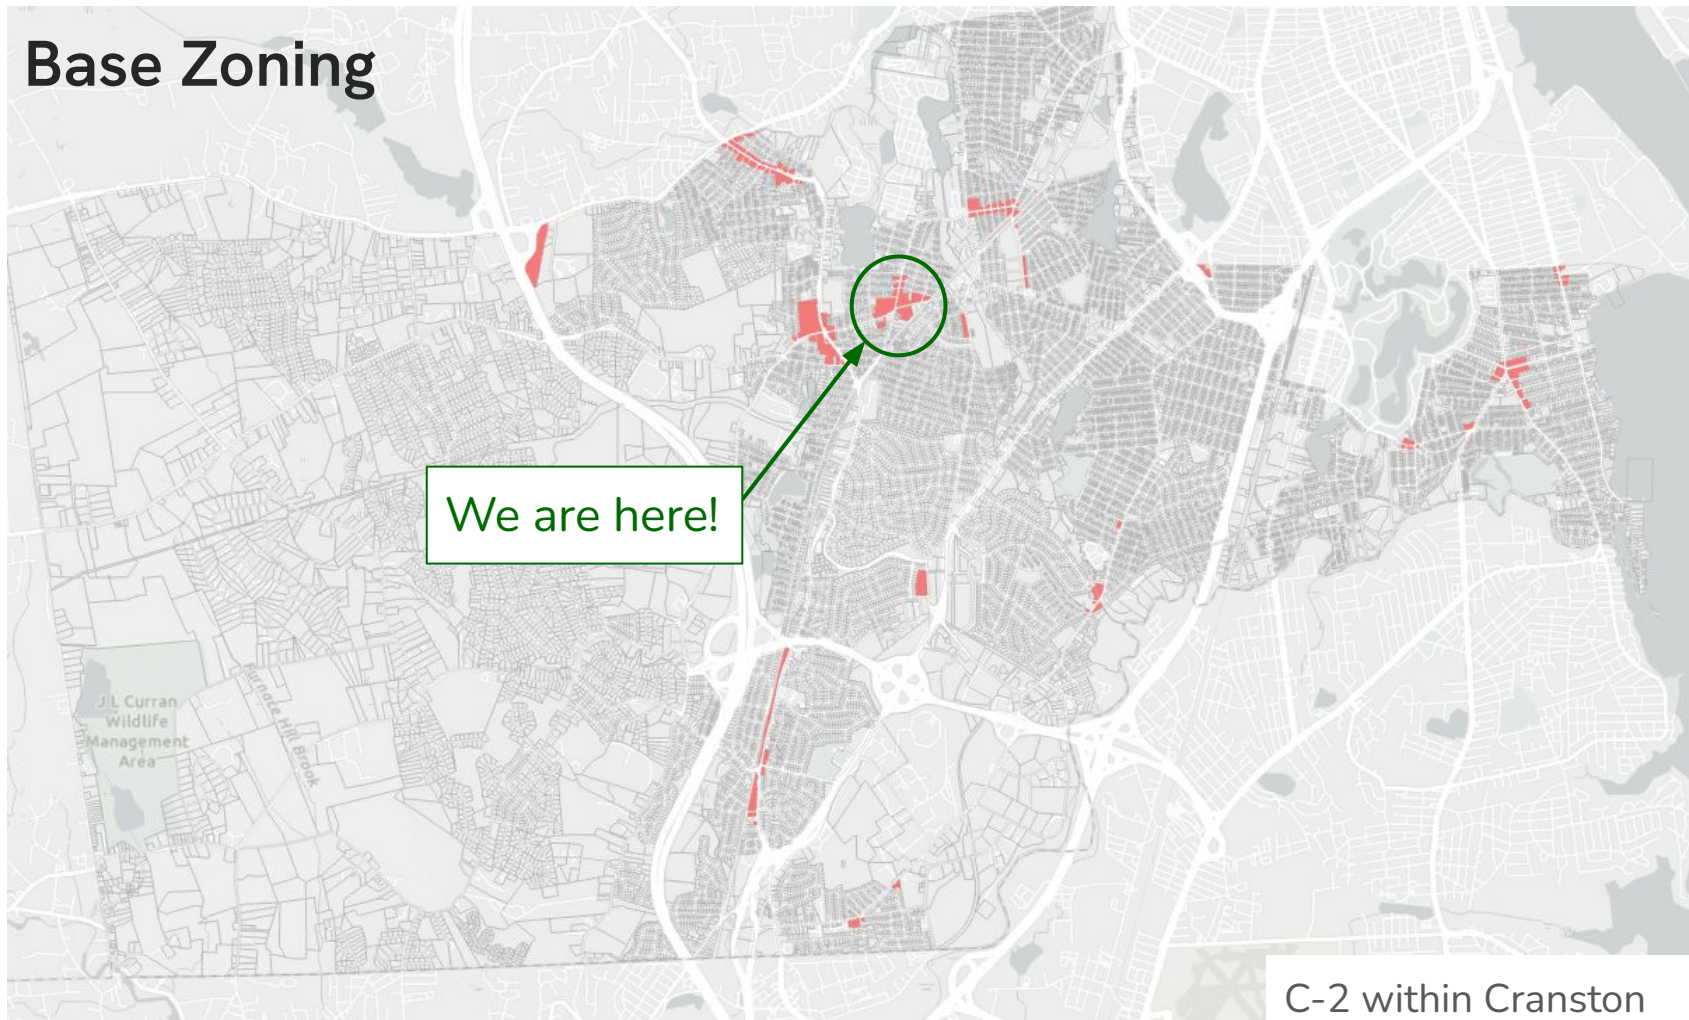 Base Zoning
We are here!
J L Curran
Wildlife
Management
Area
Furnace Hill Brook
C-2 within Cranston